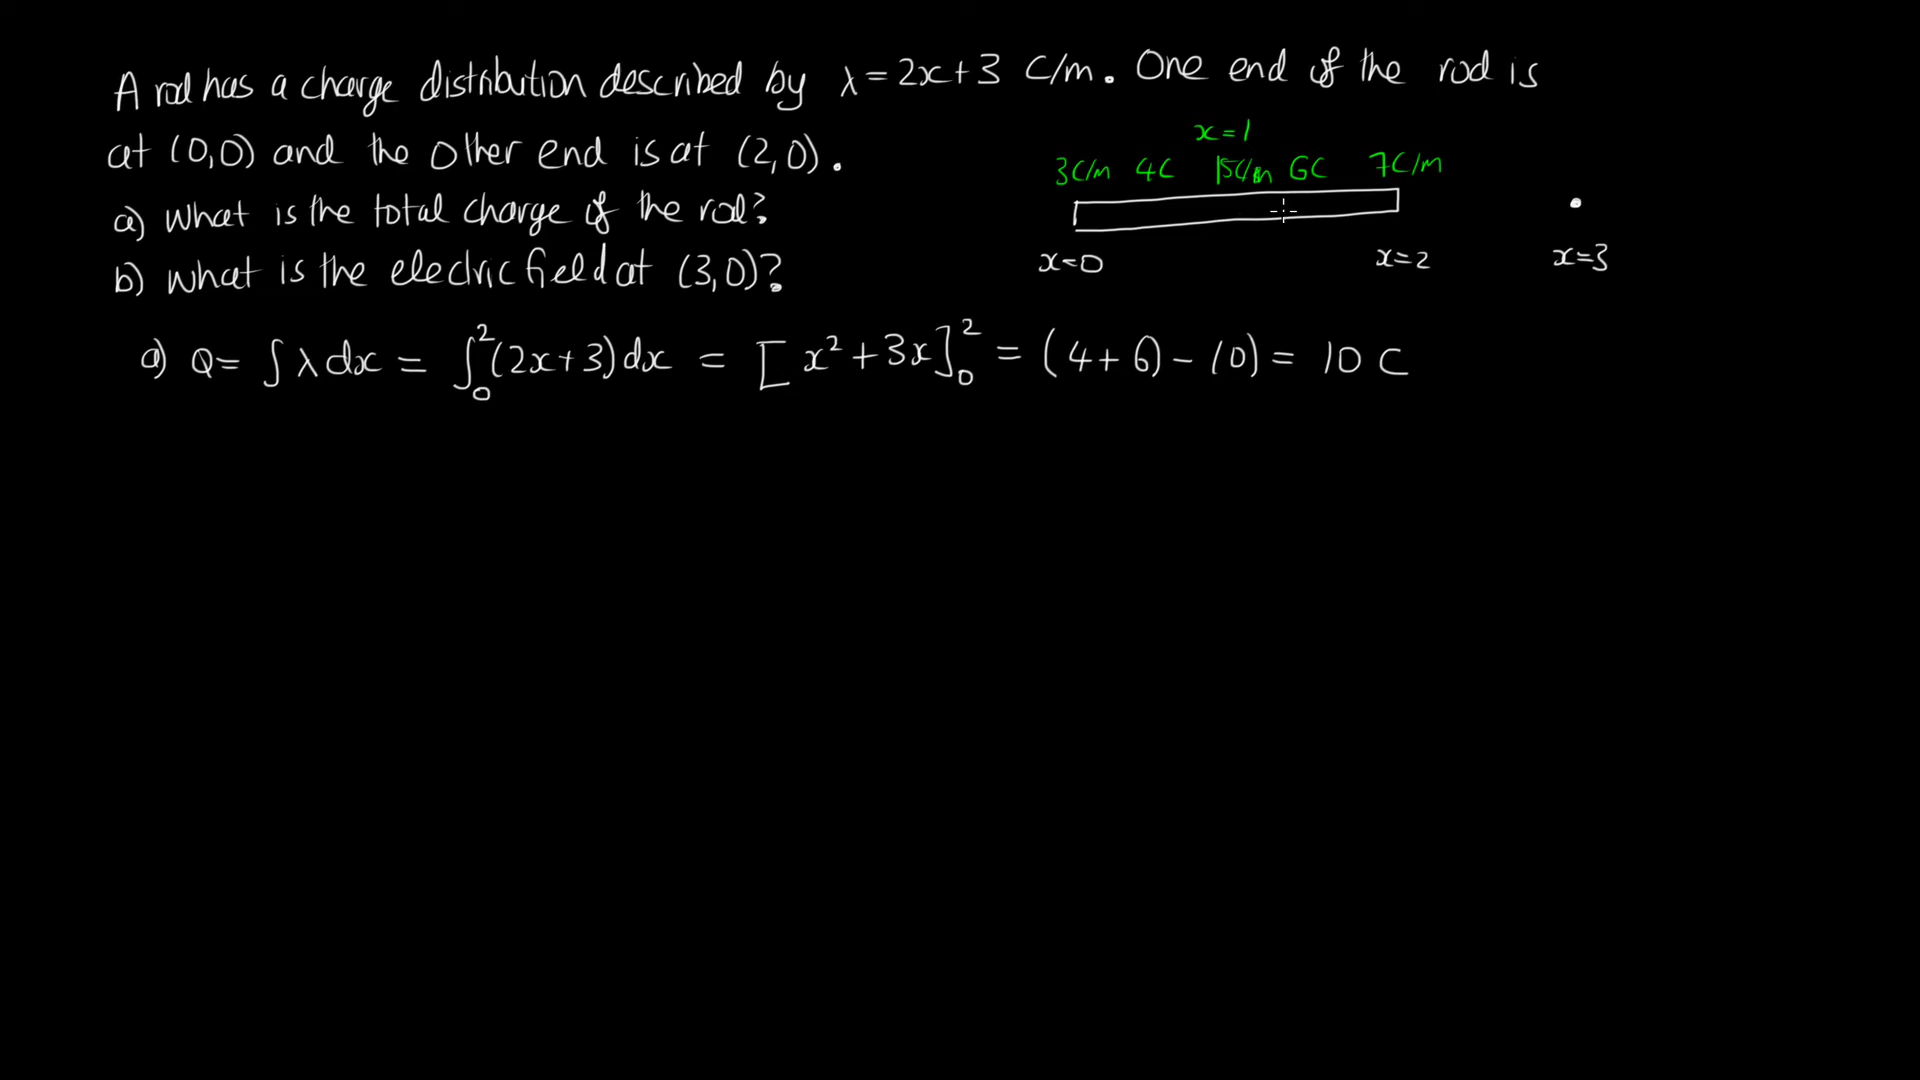 A rod has a charge distribution described by λ = 2x + 3 C/m. One end of the rod is
at (0,0) and the other end is at (2,0).
x = 1
3C/m 4C 5C/m 6C 7C/m
a) What is the total charge of the rod?
b) What is the electric field at (3,0)?
x=0 x=2 x=3
a) Q = ∫ λ dx = ∫₀² (2x+3) dx = [x² + 3x]₀² = (4+6) - (0) = 10 C